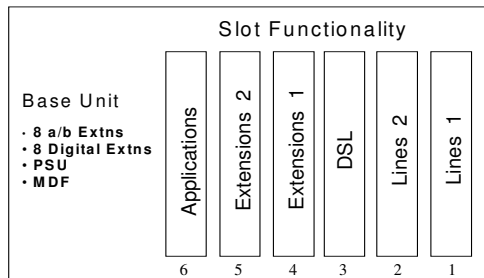 Slot Functionality
Base Unit
· 8 a/b Extns
• 8 Digital Extns
• PSU
• MDF
Applications
Extensions 2
Extensions 1
DSL
Lines 2
Lines 1
6 5 4 3 2 1